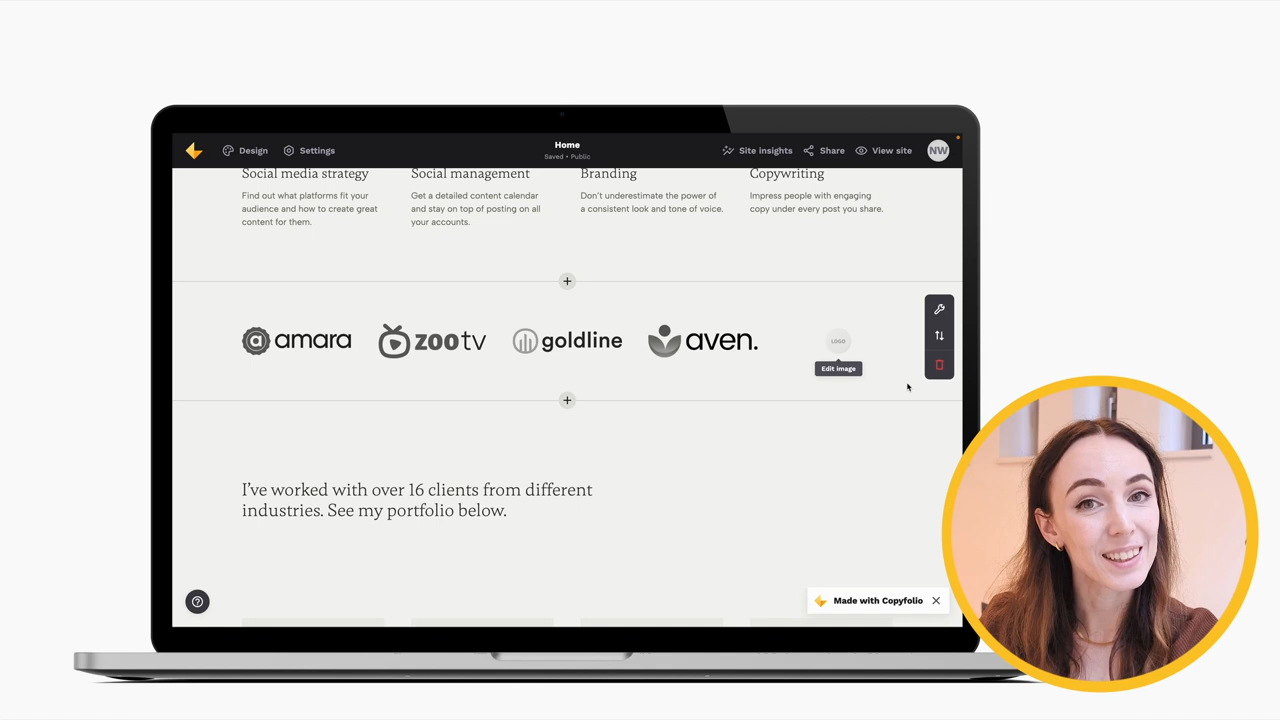 Design
Settings
Home
Saved • Public
Site insights
Share
View site
NW
Social media strategy
Find out what platforms fit your
audience and how to create great
content for them.
Social management
Get a detailed content calendar
and stay on top of posting on all
your accounts.
Branding
Don’t underestimate the power of
a consistent look and tone of voice.
Copywriting
Impress people with engaging
copy under every post you share.
+
a amara
zoo tv
goldline
aven.
LOGO
Edit image
+
I’ve worked with over 16 clients from different
industries. See my portfolio below.
?
Made with Copyfolio